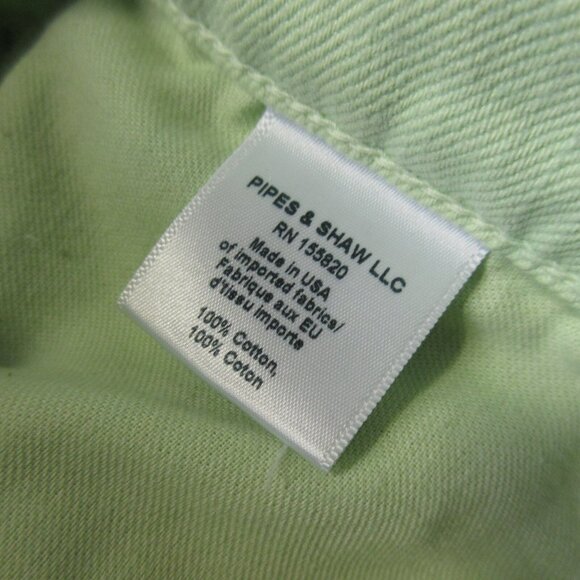 PIPES & SHAW LLC
RN 155820
Made in USA
of imported fabrics/
Fabrique aux EU
d'tissu importe
100% Cotton,
100% Coton